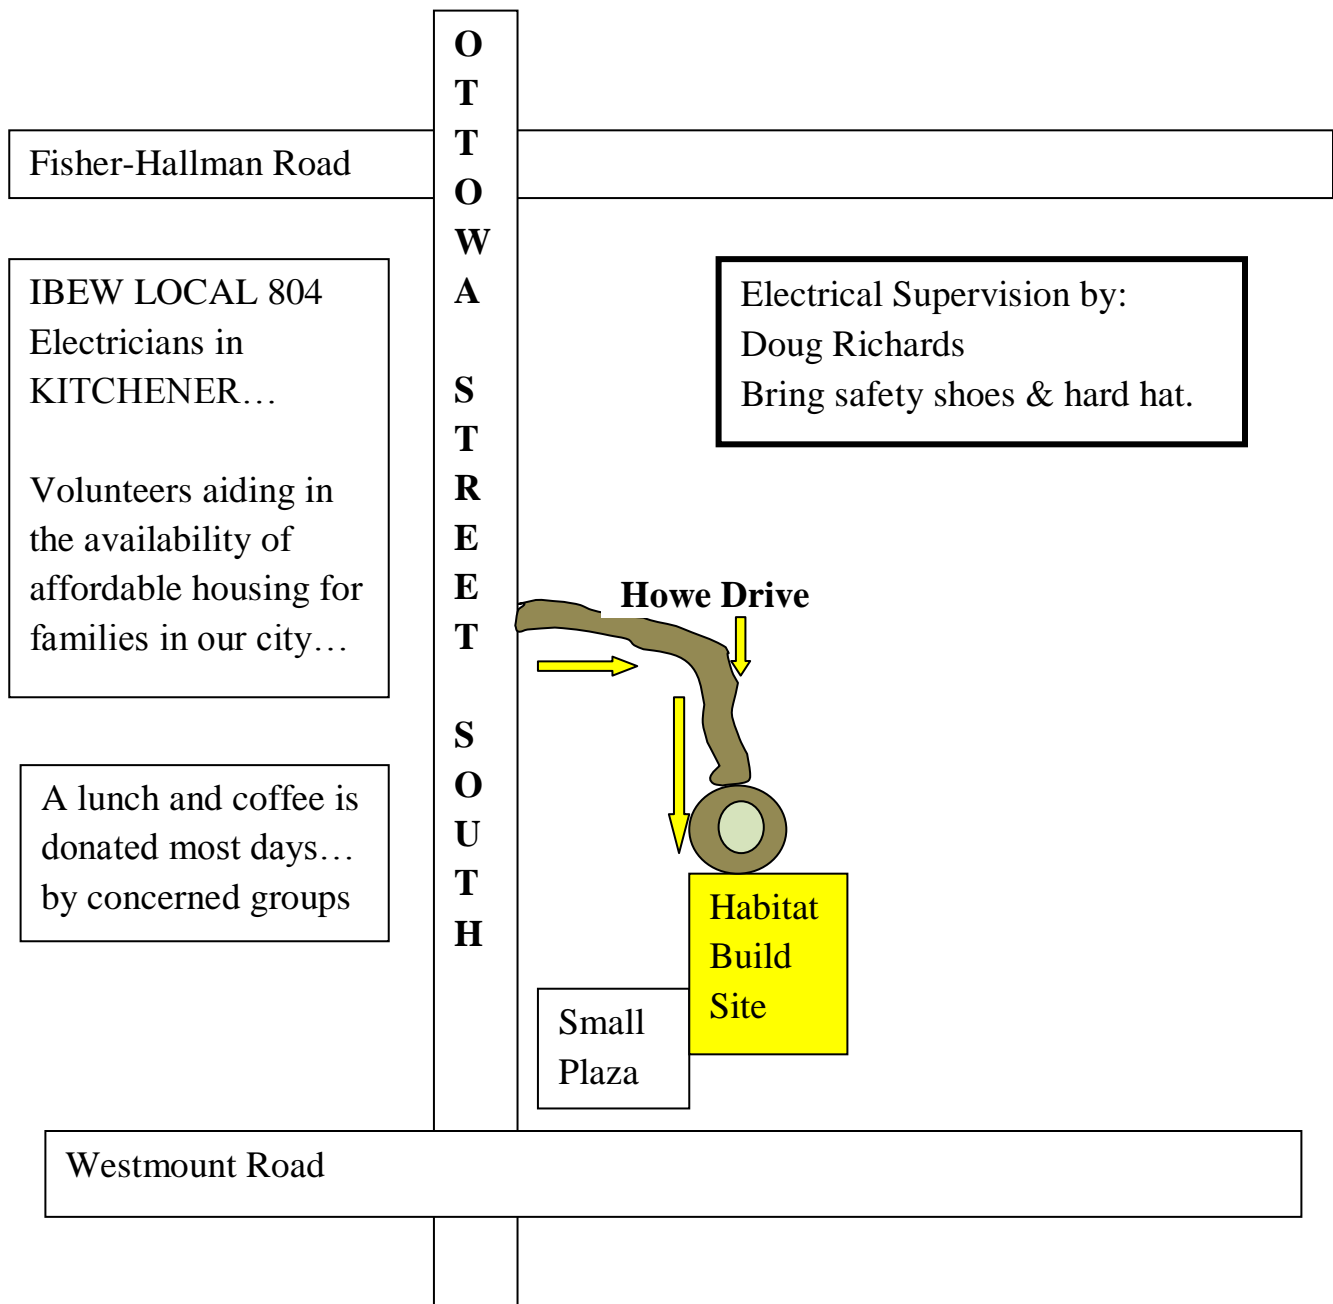 OTTOWA STREET SOUTH
Fisher-Hallman Road
IBEW LOCAL 804
Electricians in
KITCHENER…
Volunteers aiding in
the availability of
affordable housing for
families in our city…
Electrical Supervision by:
Doug Richards
Bring safety shoes & hard hat.
Howe Drive
A lunch and coffee is
donated most days…
by concerned groups
Habitat
Build
Site
Small
Plaza
Westmount Road